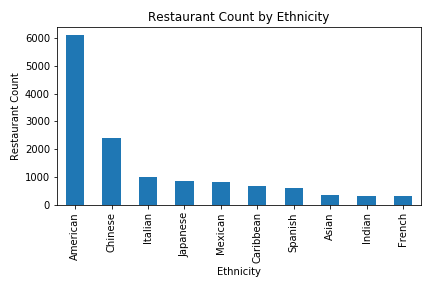 Restaurant Count by Ethnicity
Restaurant Count
6000
5000
4000
3000
2000
1000
0
American
Chinese
Italian
Japanese
Mexican
Caribbean
Spanish
Asian
Indian
French
Ethnicity